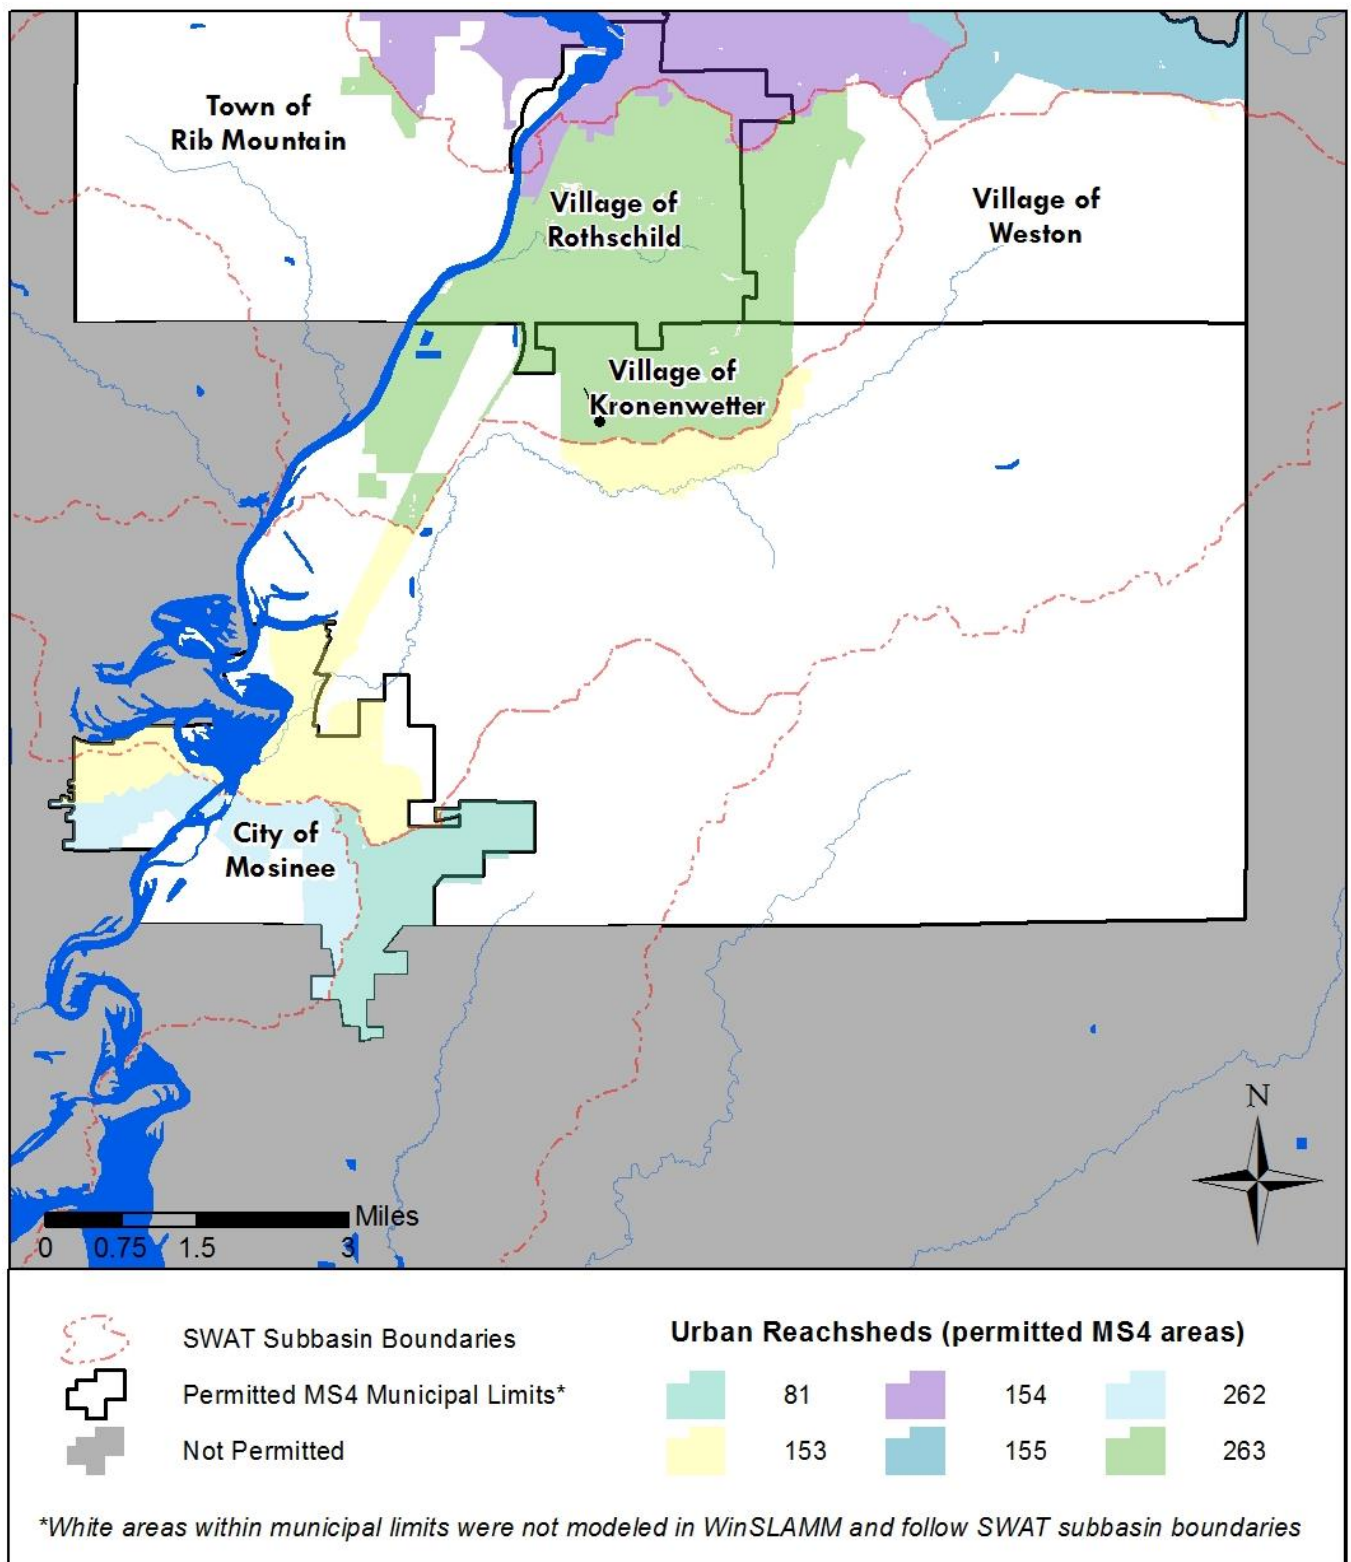 Town of
Rib Mountain
Village of
Rothschild
Village of
Weston
Village of
Kronenwetter
City of
Mosinee
N
Miles
0 0.75 1.5 3
SWAT Subbasin Boundaries
Permitted MS4 Municipal Limits*
Not Permitted
Urban Reachsheds (permitted MS4 areas)
81 154 262
153 155 263
*White areas within municipal limits were not modeled in WinSLAMM and follow SWAT subbasin boundaries